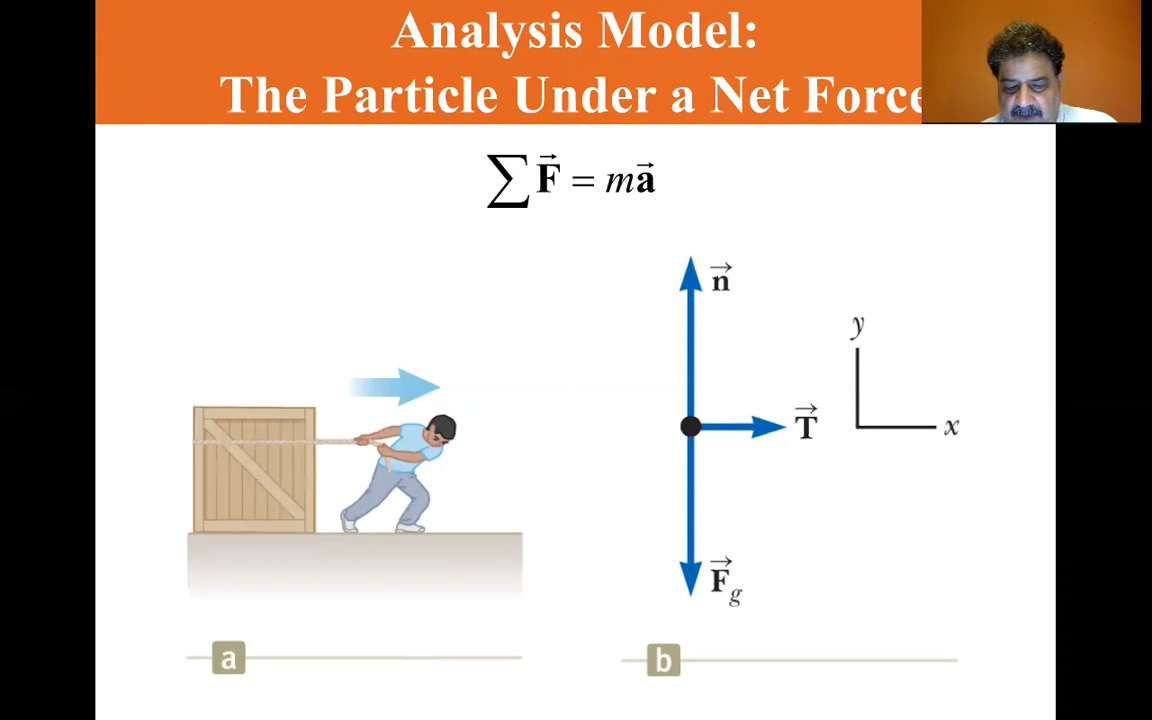 Analysis Model:
The Particle Under a Net Force
∑ F⃗ = ma⃗
n⃗
y
T⃗
x
F⃗g
a
b